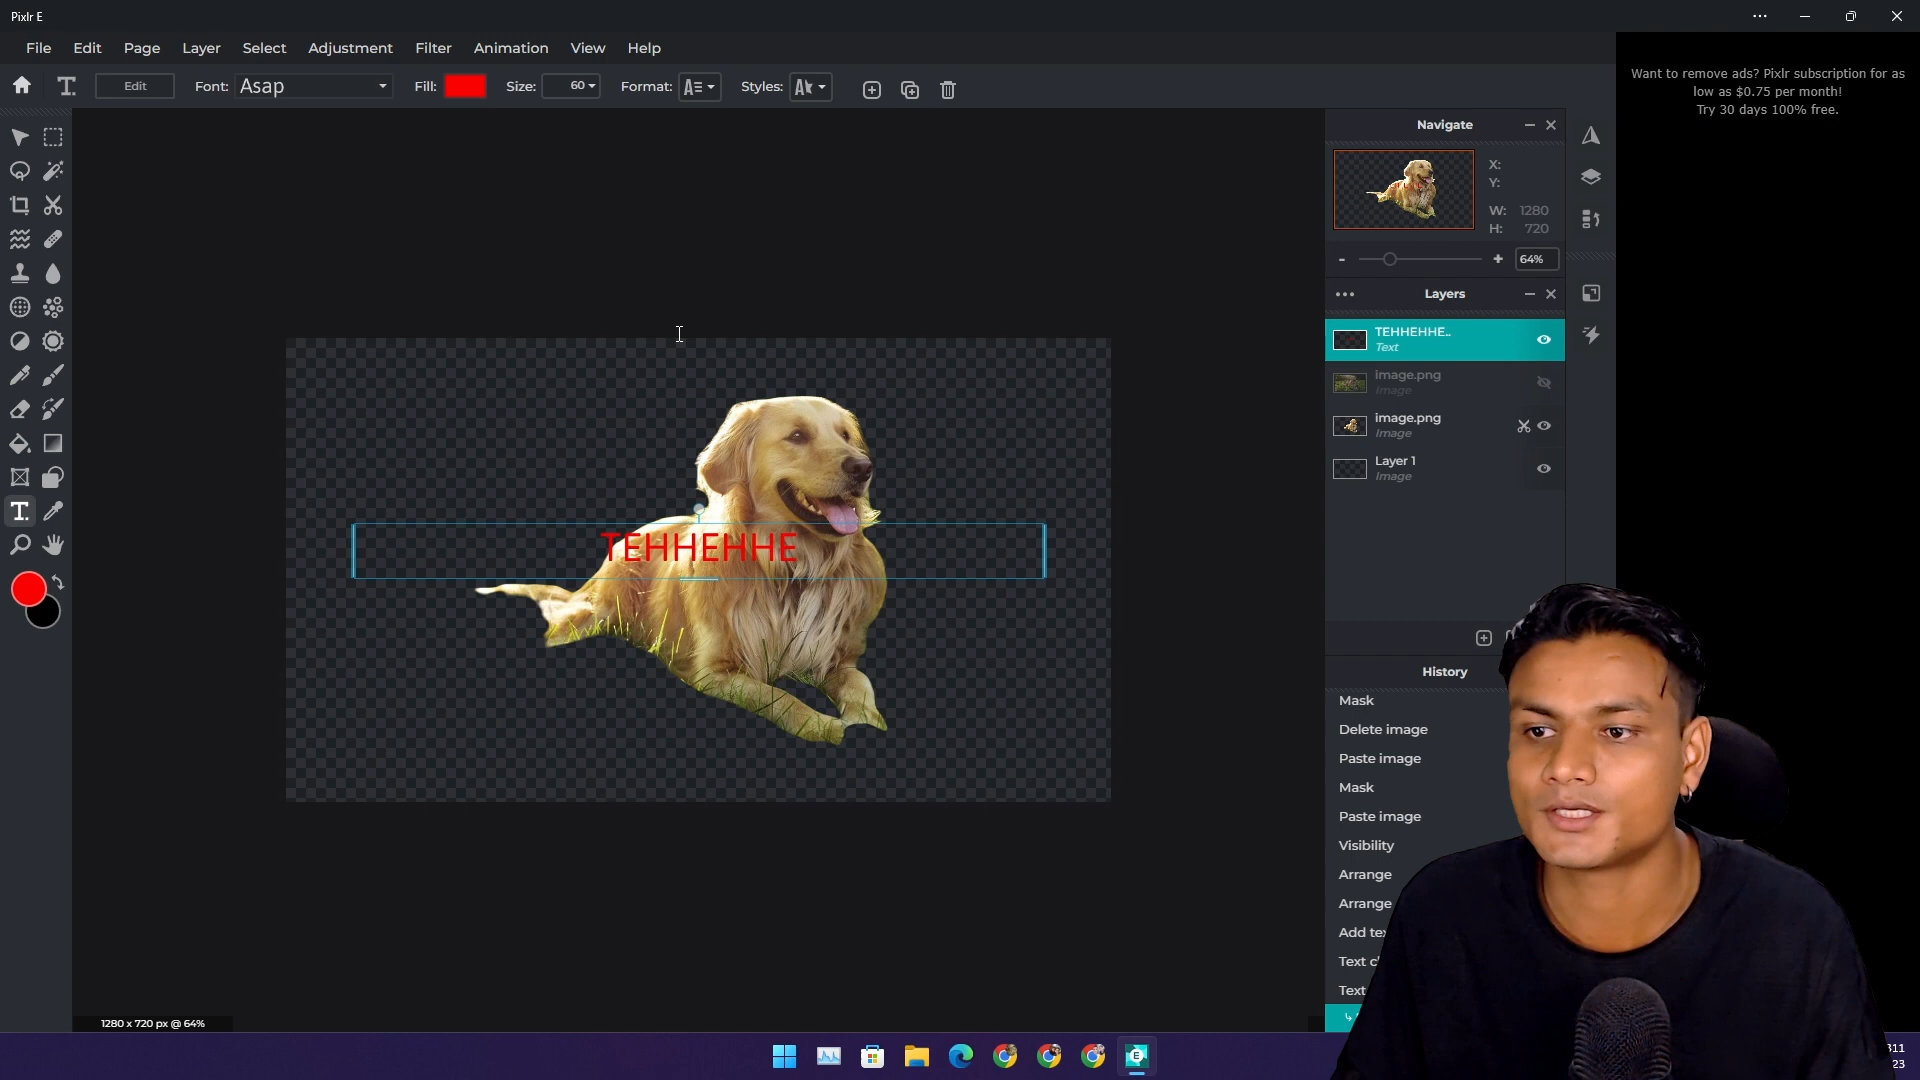 Pixlr E
File Edit Page Layer Select Adjustment Filter Animation View Help
Edit Font: Asap Fill: Size: 60 Format: Styles:
Want to remove ads? Pixlr subscription for as
low as $0.75 per month!
Try 30 days 100% free.
Navigate
X:
Y:
W: 1280
H: 720
- + 64%
Layers
TEHHEHHE..
Text
image.png
Image
image.png
Image
Layer 1
Image
TEHHEHHE
History
Mask
Delete image
Paste image
Mask
Paste image
Visibility
Arrange
Arrange
Add
Text
Text
1280 x 720 px @ 64%